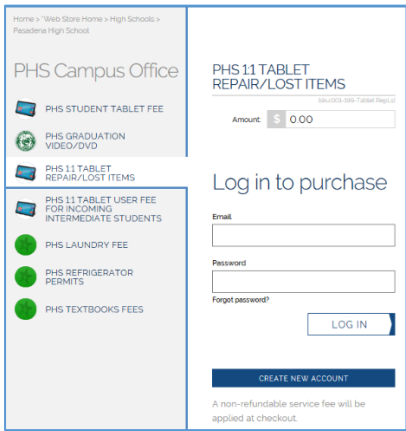 Home > *Web Store Home > High Schools >
Pasadena High School
PHS Campus Office
PHS STUDENT TABLET FEE
PHS GRADUATION
VIDEO/DVD
PHS 1:1 TABLET
REPAIR/LOST ITEMS
PHS 1:1 TABLET USER FEE
FOR INCOMING
INTERMEDIATE STUDENTS
PHS LAUNDRY FEE
PHS REFRIGERATOR
PERMITS
PHS TEXTBOOKS FEES
PHS 1:1 TABLET
REPAIR/LOST ITEMS
Amount: $ 0.00
Log in to purchase
Email
Password
Forgot password?
LOG IN
CREATE NEW ACCOUNT
A non-refundable service fee will be
applied at checkout.